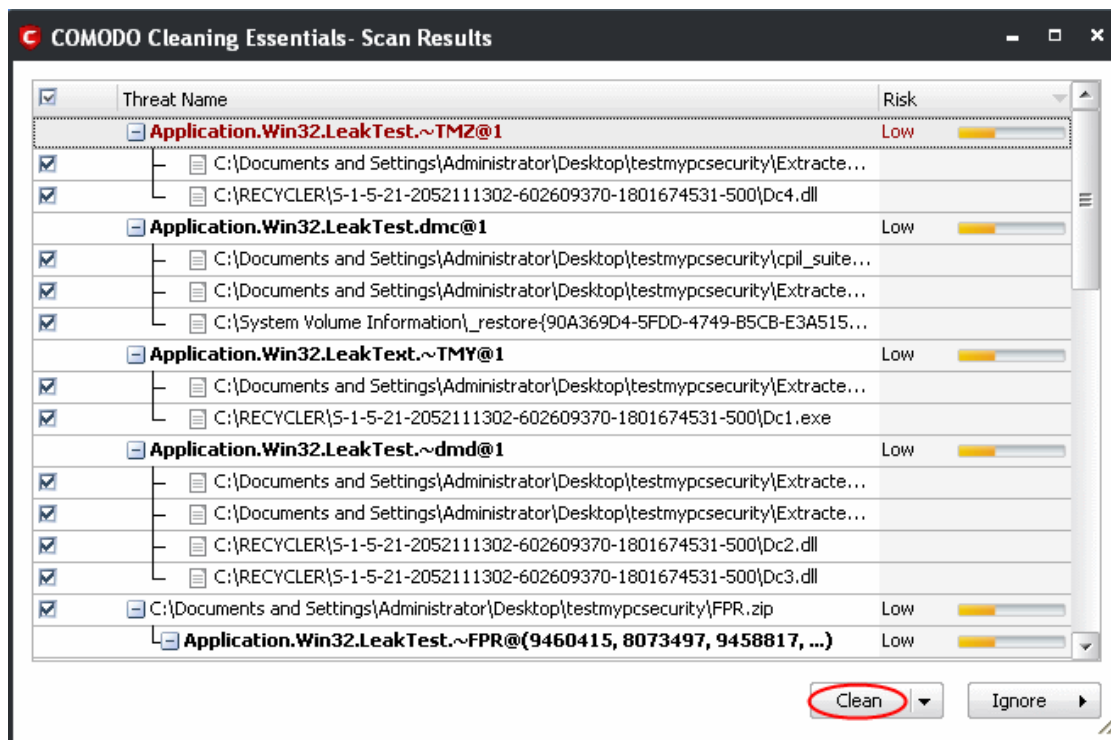 COMODO Cleaning Essentials- Scan Results
Threat Name Risk
Application.Win32.LeakTest.~TMZ@1 Low
C:\Documents and Settings\Administrator\Desktop\testmypcsecurity\Extracte...
C:\RECYCLER\S-1-5-21-2052111302-602609370-1801674531-500\Dc4.dll
Application.Win32.LeakTest.dmc@1 Low
C:\Documents and Settings\Administrator\Desktop\testmypcsecurity\cpil_suite...
C:\Documents and Settings\Administrator\Desktop\testmypcsecurity\Extracte...
C:\System Volume Information\_restore{90A369D4-5FDD-4749-B5CB-E3A515...
Application.Win32.LeakText.~TMY@1 Low
C:\Documents and Settings\Administrator\Desktop\testmypcsecurity\Extracte...
C:\RECYCLER\S-1-5-21-2052111302-602609370-1801674531-500\Dc1.exe
Application.Win32.LeakTest.~dmd@1 Low
C:\Documents and Settings\Administrator\Desktop\testmypcsecurity\Extracte...
C:\Documents and Settings\Administrator\Desktop\testmypcsecurity\Extracte...
C:\RECYCLER\S-1-5-21-2052111302-602609370-1801674531-500\Dc2.dll
C:\RECYCLER\S-1-5-21-2052111302-602609370-1801674531-500\Dc3.dll
C:\Documents and Settings\Administrator\Desktop\testmypcsecurity\FPR.zip Low
Application.Win32.LeakTest.~FPR@(9460415, 8073497, 9458817, ...) Low
Clean Ignore